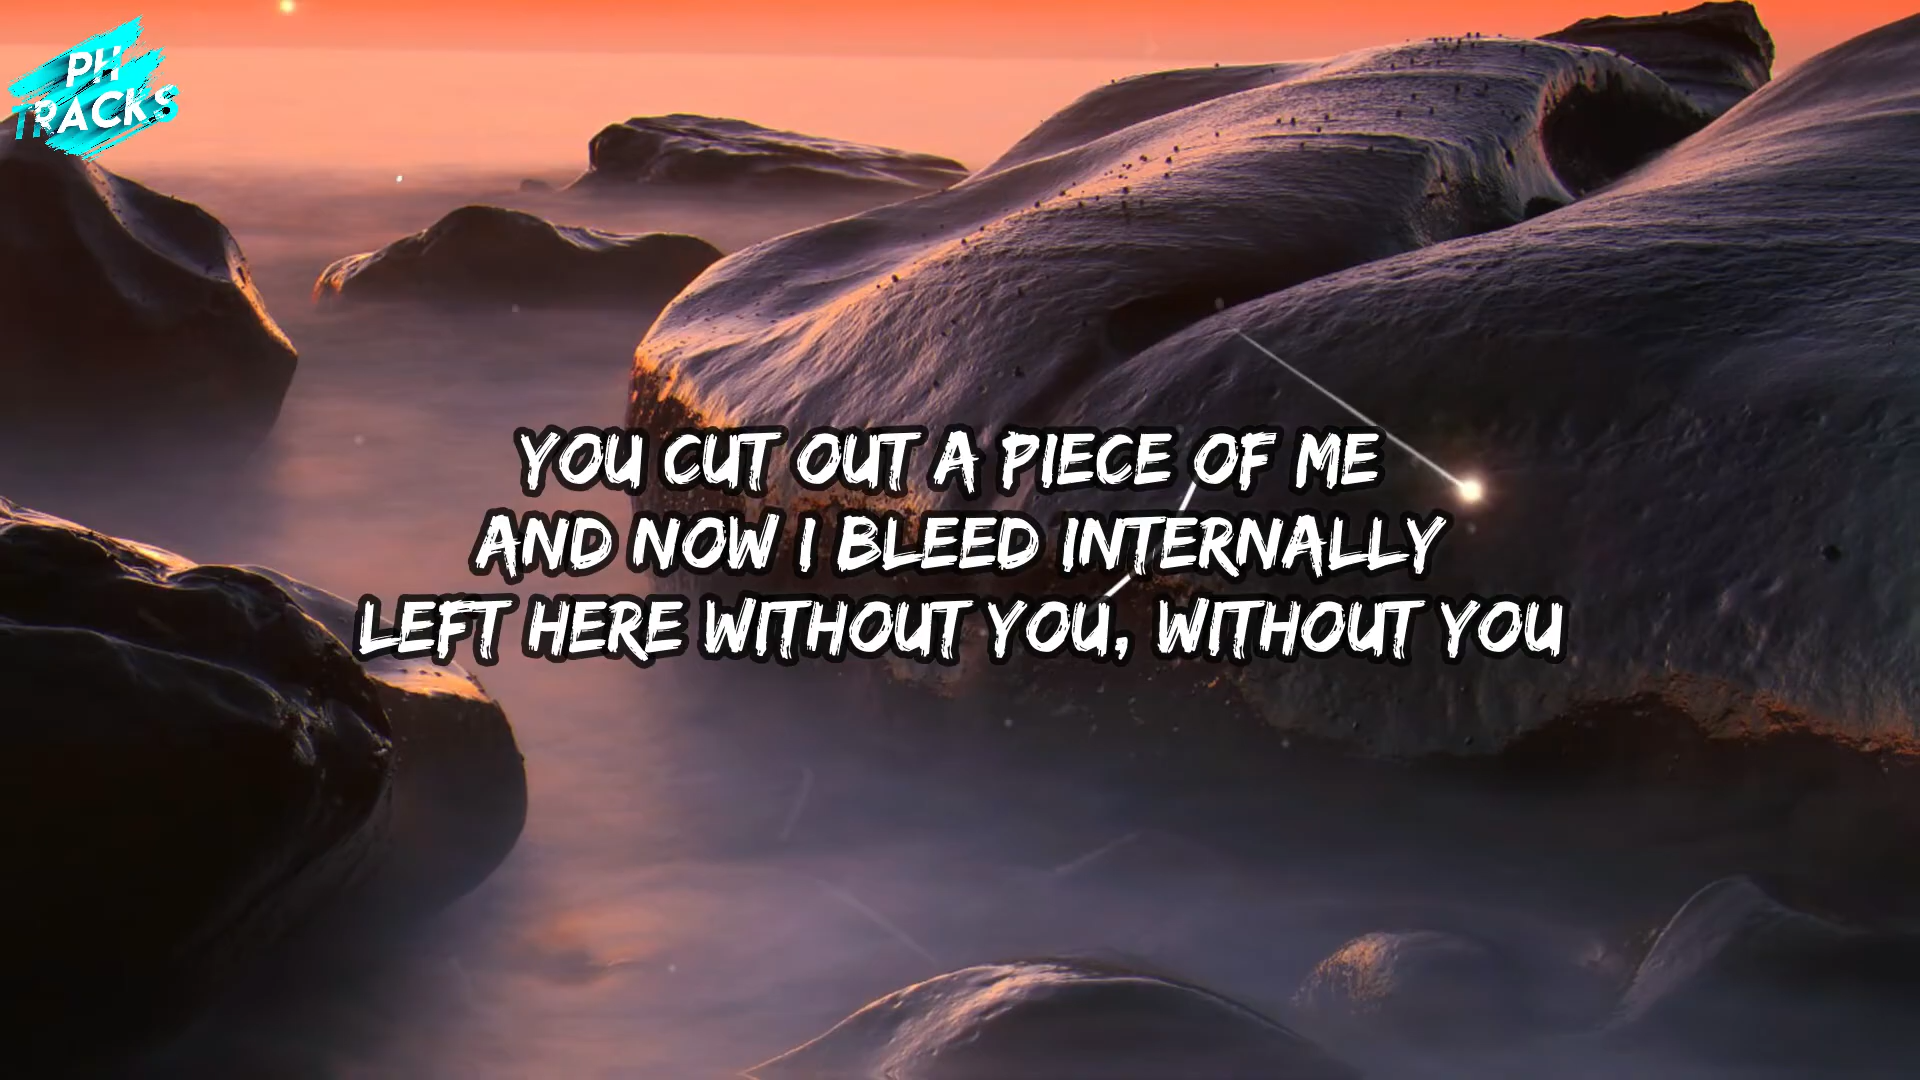 PH
TRACKS
YOU CUT OUT A PIECE OF ME
AND NOW I BLEED INTERNALLY
LEFT HERE WITHOUT YOU, WITHOUT YOU